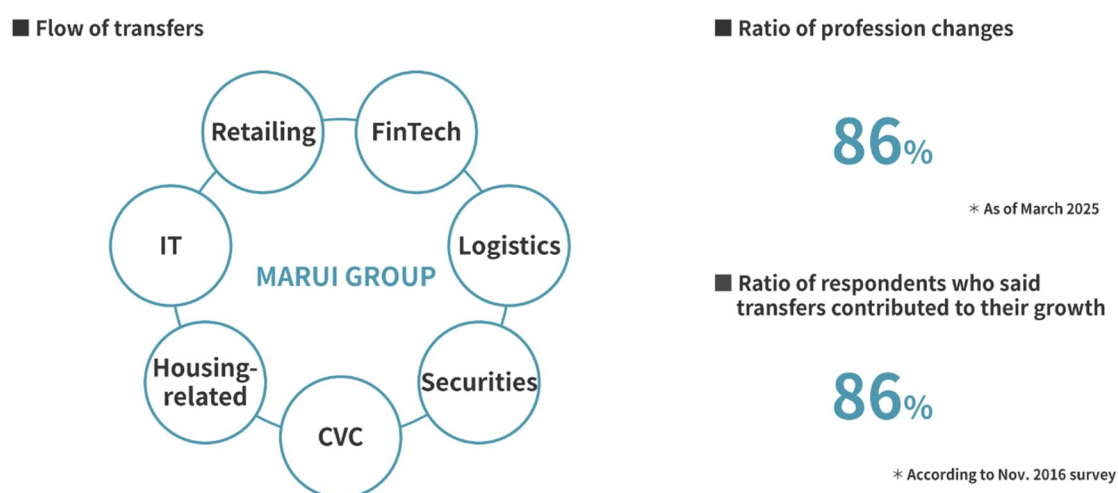 ■ Flow of transfers
Retailing
FinTech
IT
Logistics
MARUI GROUP
Housing-
related
Securities
CVC
■ Ratio of profession changes
86%
＊ As of March 2025
■ Ratio of respondents who said
transfers contributed to their growth
86%
＊ According to Nov. 2016 survey